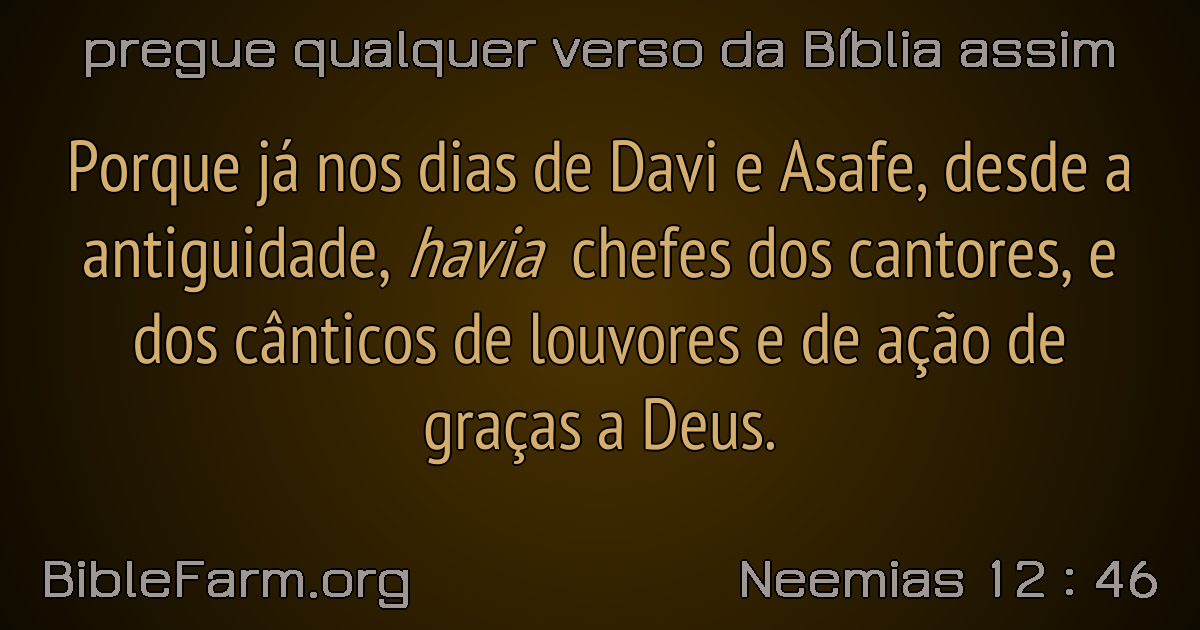 pregue qualquer verso da Bíblia assim
Porque já nos dias de Davi e Asafe, desde a
antiguidade, havia chefes dos cantores, e
dos cânticos de louvores e de ação de
graças a Deus.
BibleFarm.org
Neemias 12 : 46